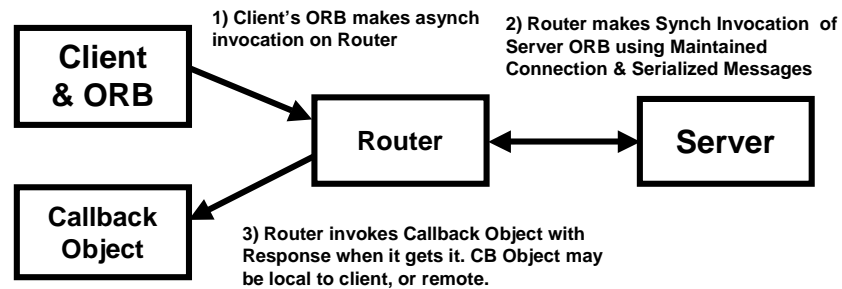 1) Client's ORB makes asynch
invocation on Router
2) Router makes Synch Invocation of
Server ORB using Maintained
Connection & Serialized Messages
Client
& ORB
Router
Server
Callback
Object
3) Router invokes Callback Object with
Response when it gets it. CB Object may
be local to client, or remote.